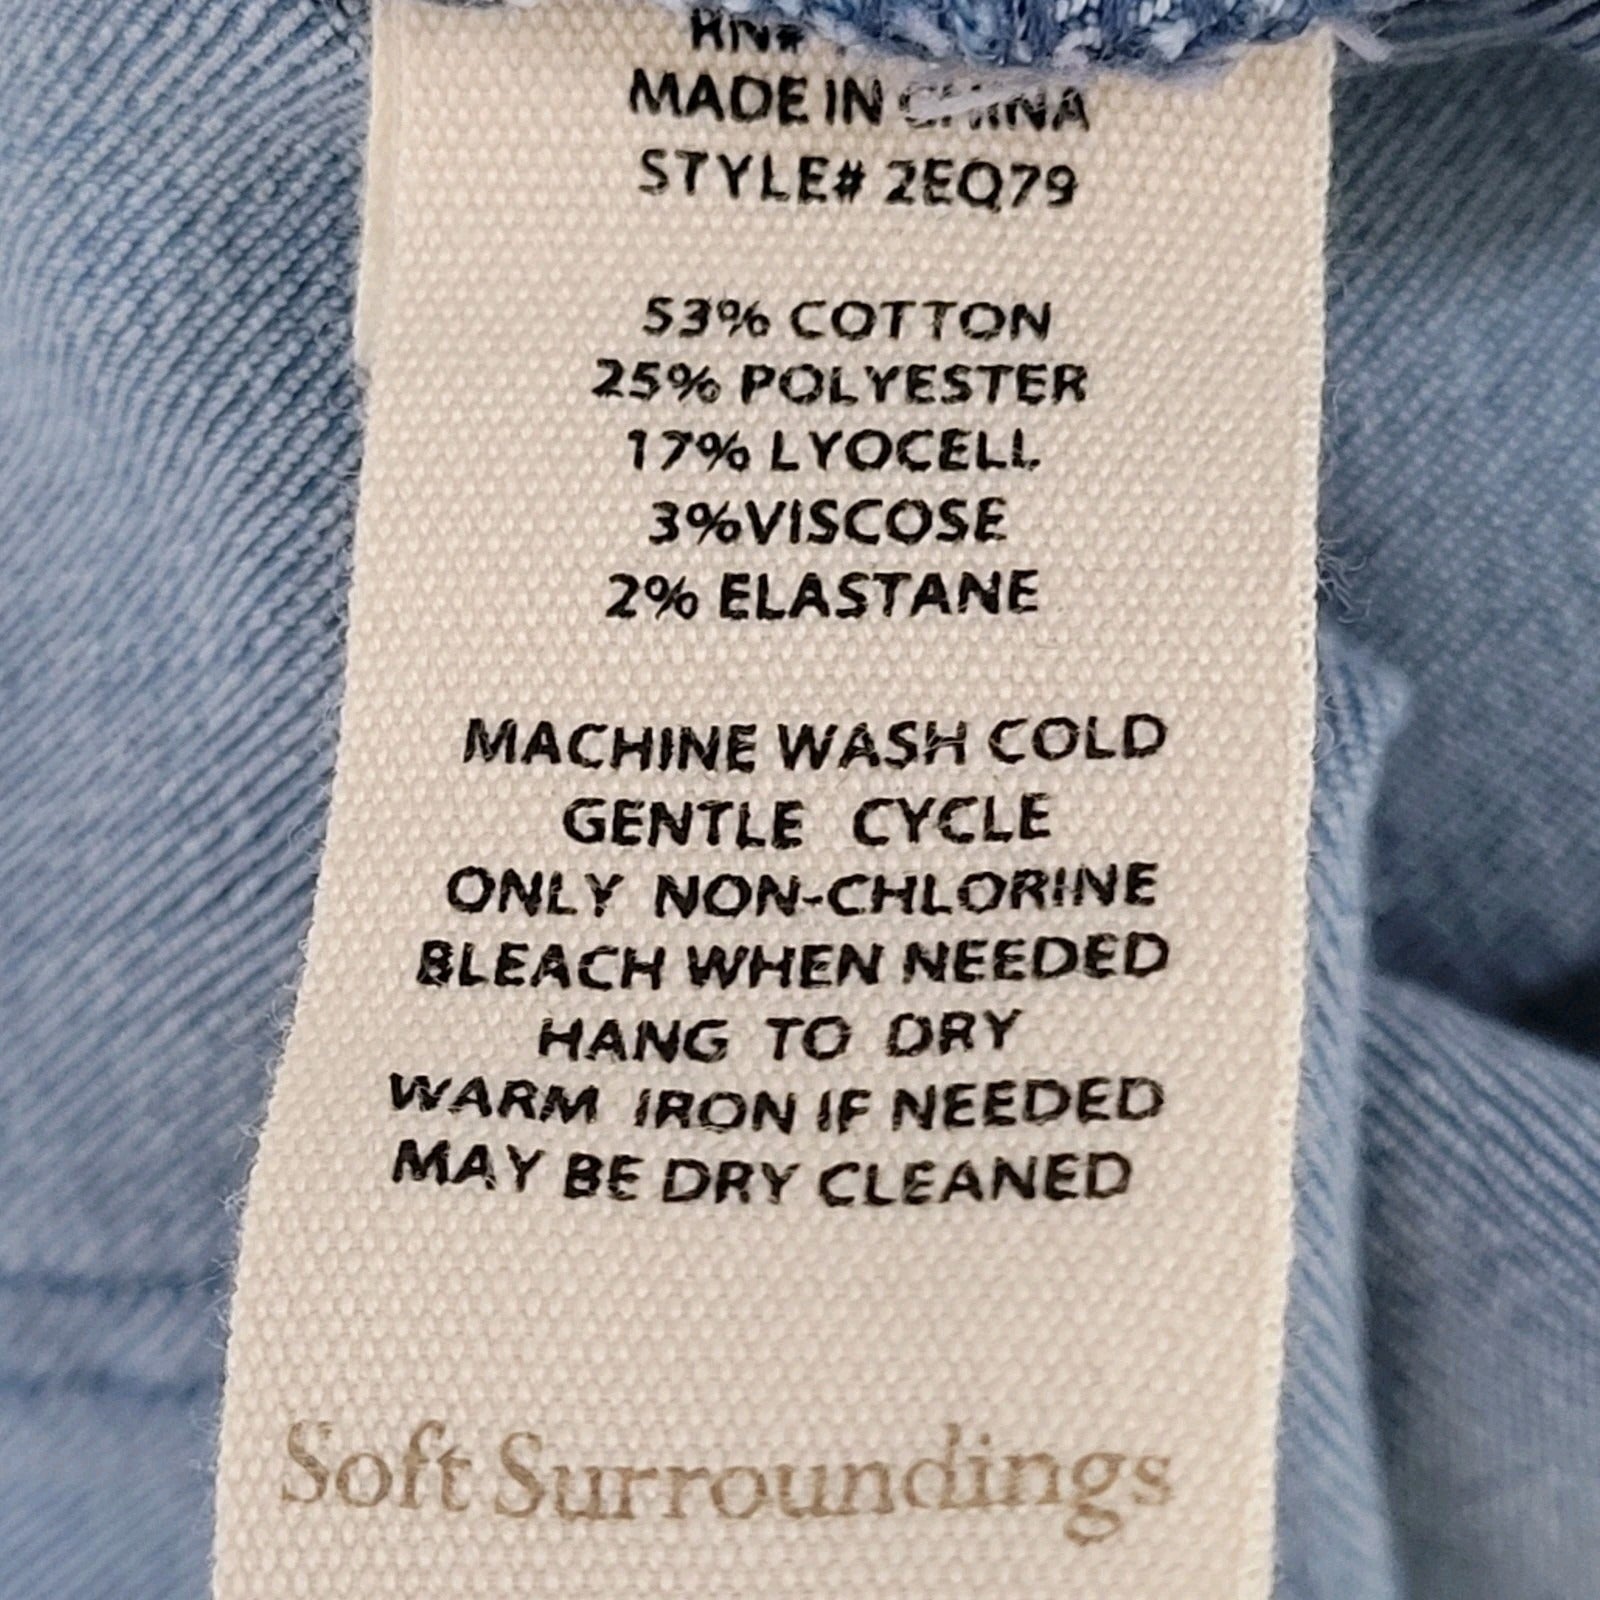 RN#
MADE IN CHINA
STYLE# 2EQ79
53% COTTON
25% POLYESTER
17% LYOCELL
3%VISCOSE
2% ELASTANE
MACHINE WASH COLD
GENTLE CYCLE
ONLY NON-CHLORINE
BLEACH WHEN NEEDED
HANG TO DRY
WARM IRON IF NEEDED
MAY BE DRY CLEANED
Soft Surroundings